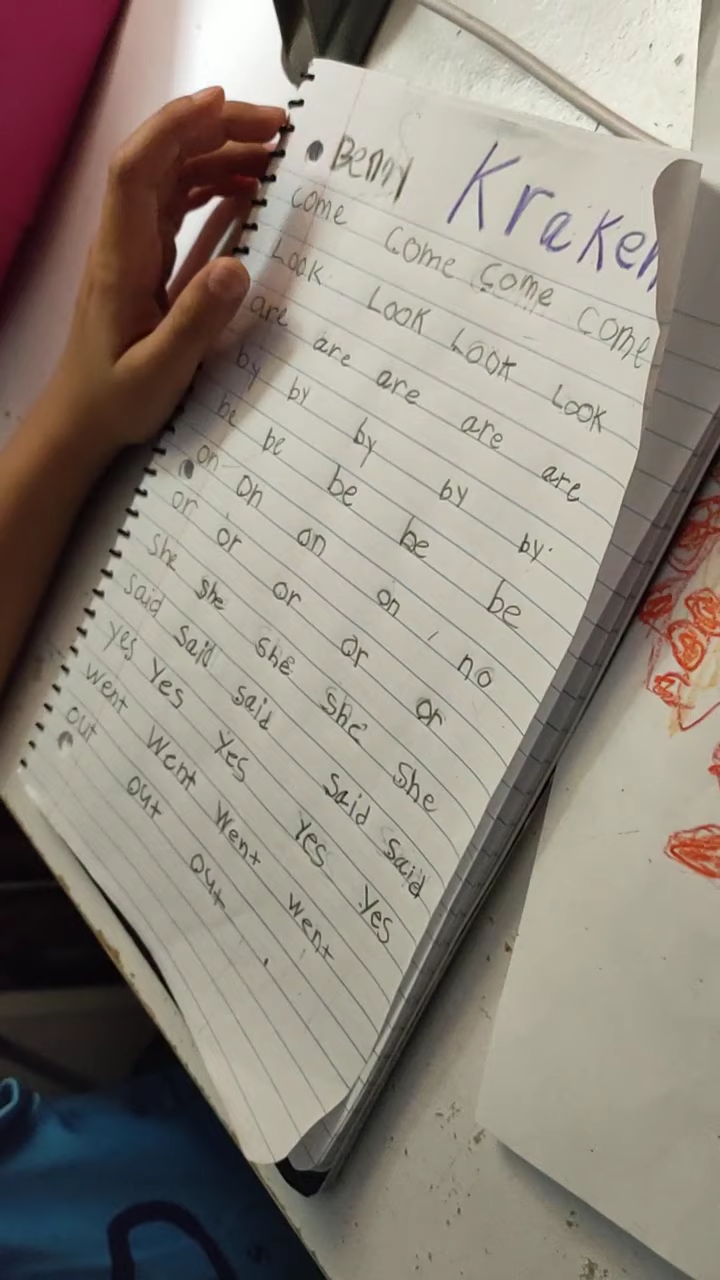 Benny Kraken
come come come come
Look Look Look Look
are are are are are
by by by by by
be be be be be
on on on on no
or or or or or
she she she she she
said said said said said
yes Yes Yes Yes Yes
went Went Went went
out out out